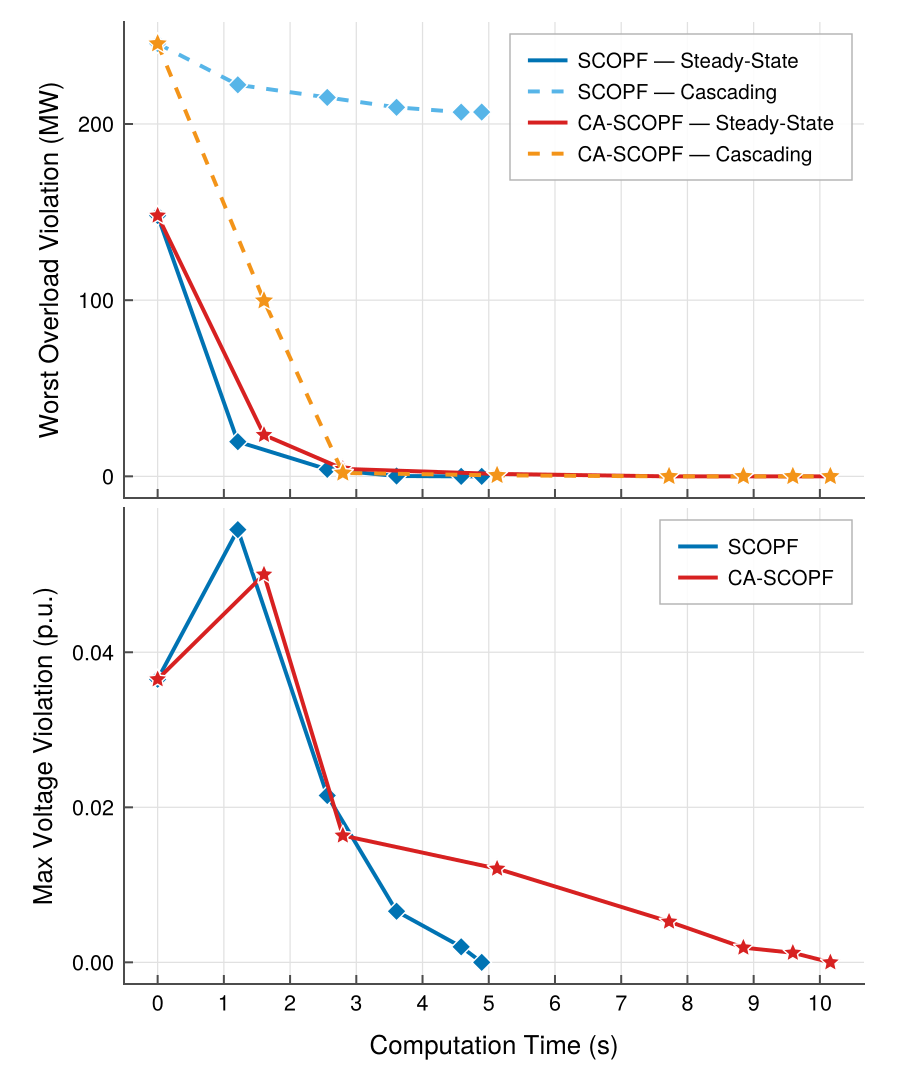 Worst Overload Violation (MW)
200
100
0
SCOPF — Steady-State
SCOPF — Cascading
CA-SCOPF — Steady-State
CA-SCOPF — Cascading
Max Voltage Violation (p.u.)
0.04
0.02
0.00
SCOPF
CA-SCOPF
0 1 2 3 4 5 6 7 8 9 10
Computation Time (s)